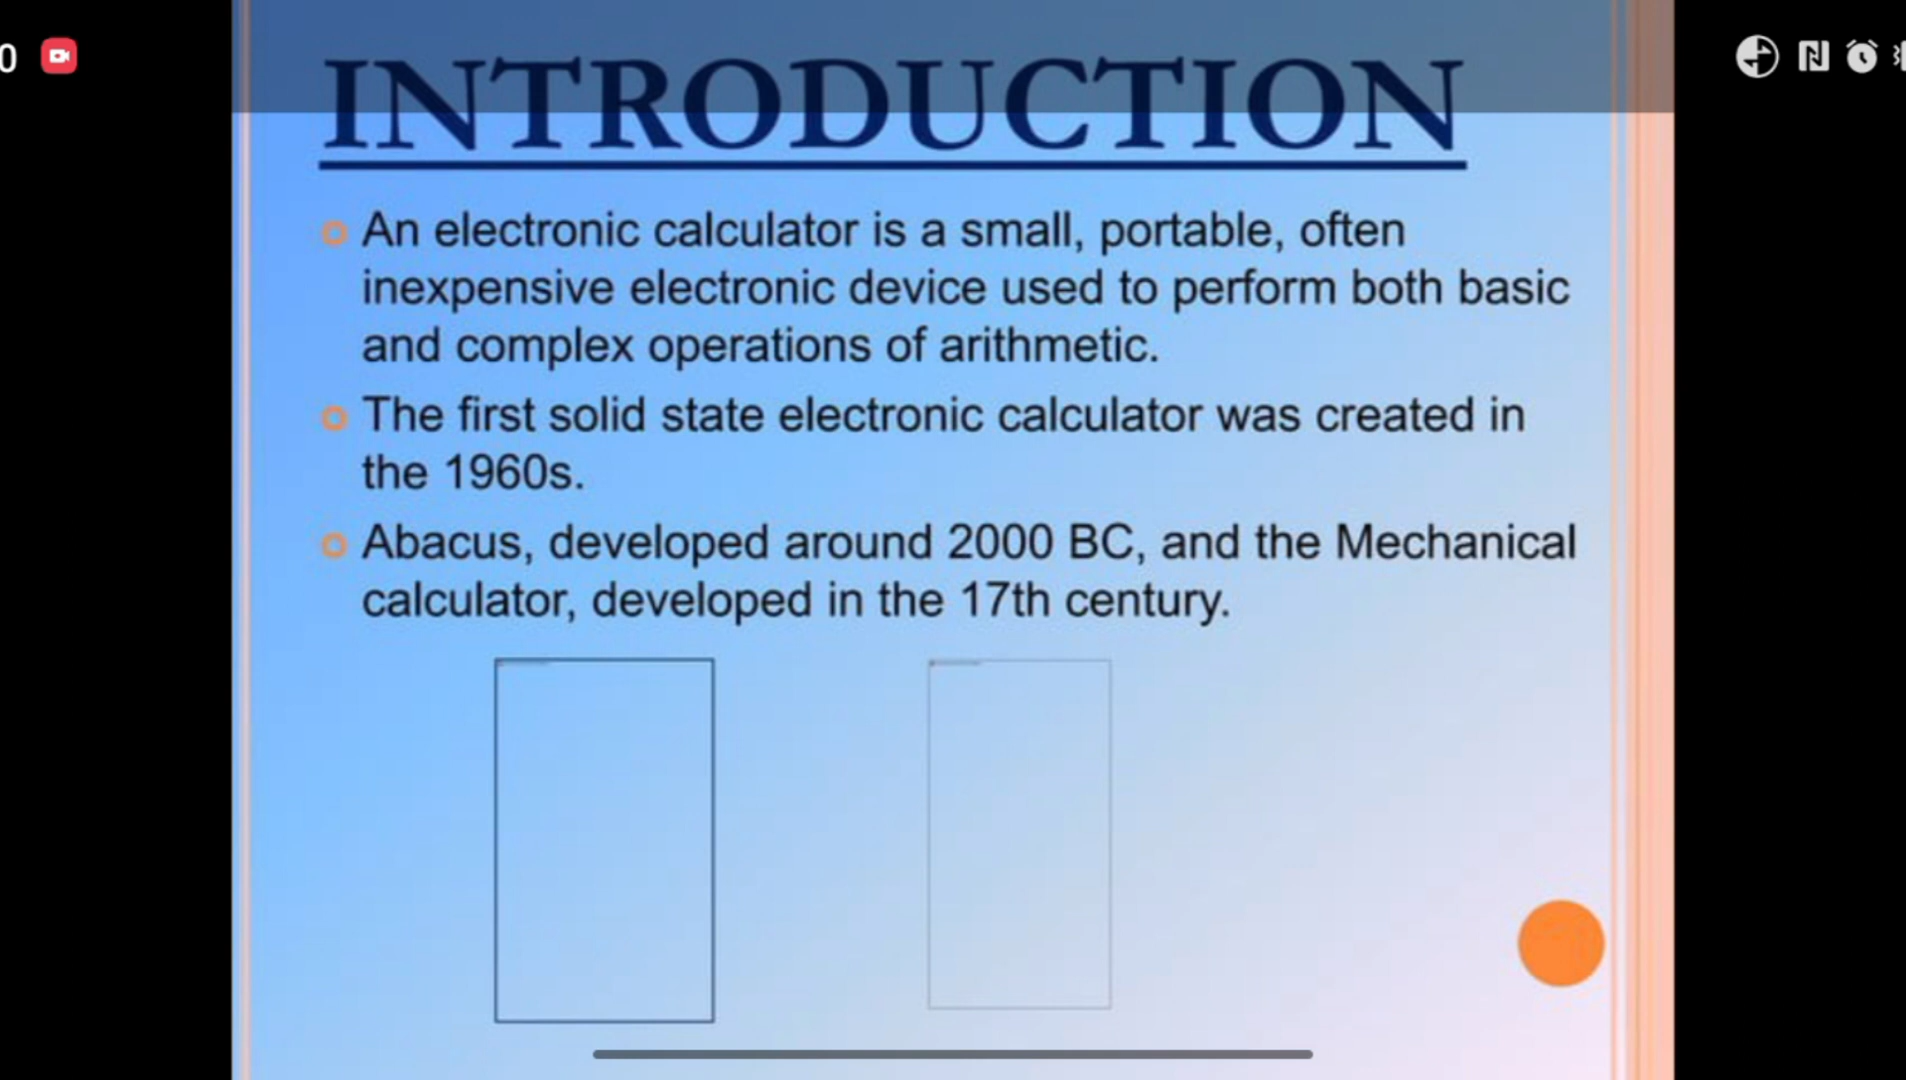 0
INTRODUCTION
An electronic calculator is a small, portable, often
inexpensive electronic device used to perform both basic
and complex operations of arithmetic.
The first solid state electronic calculator was created in
the 1960s.
Abacus, developed around 2000 BC, and the Mechanical
calculator, developed in the 17th century.